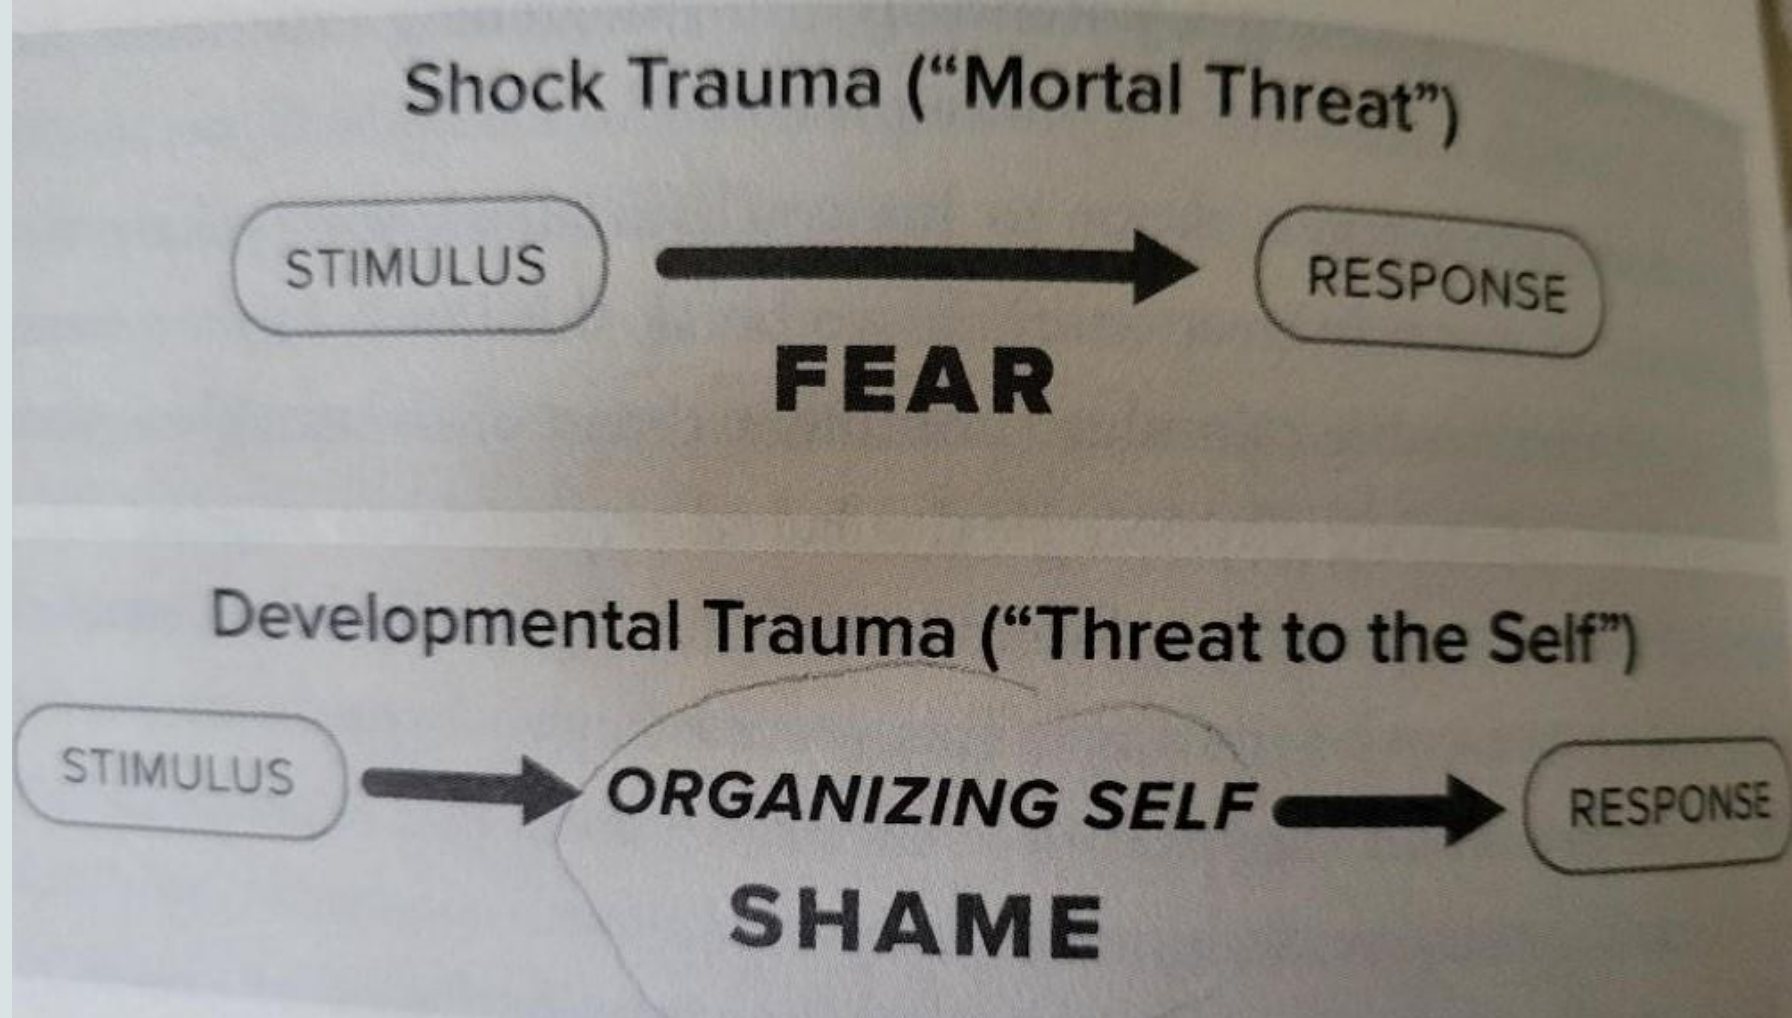 Shock Trauma (“Mortal Threat”)
STIMULUS RESPONSE
FEAR
Developmental Trauma (“Threat to the Self”)
STIMULUS ORGANIZING SELF RESPONSE
SHAME